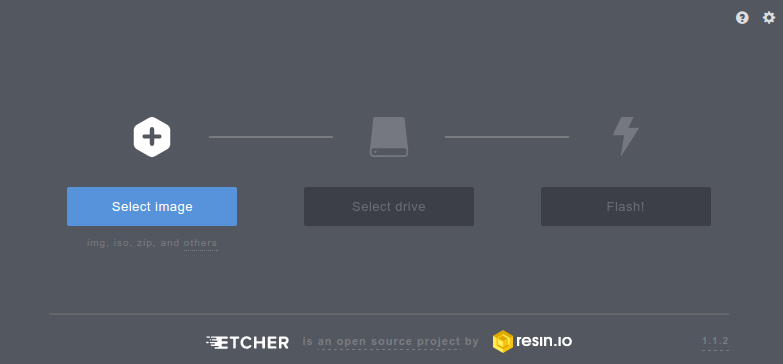 Select image
Select drive
Flash!
img, iso, zip, and others
ETCHER is an open source project by resin.io
1.1.2